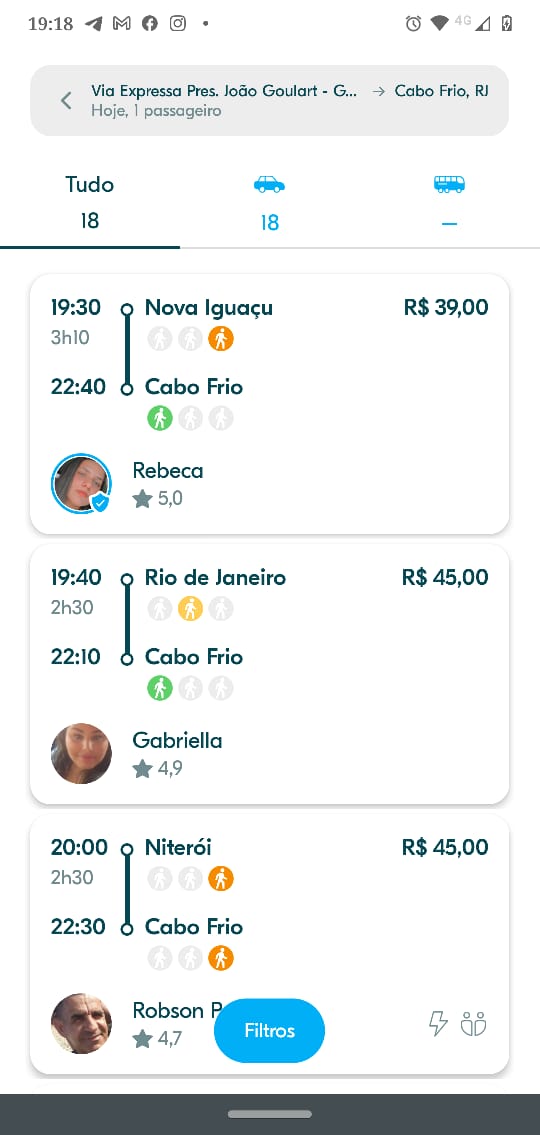 19:18 4G
Via Expressa Pres. João Goulart - G... → Cabo Frio, RJ
Hoje, 1 passageiro
Tudo
18 18 —
19:30 Nova Iguaçu R$ 39,00
3h10
22:40 Cabo Frio
Rebeca
5,0
19:40 Rio de Janeiro R$ 45,00
2h30
22:10 Cabo Frio
Gabriella
4,9
20:00 Niterói R$ 45,00
2h30
22:30 Cabo Frio
Robson
4,7
Filtros